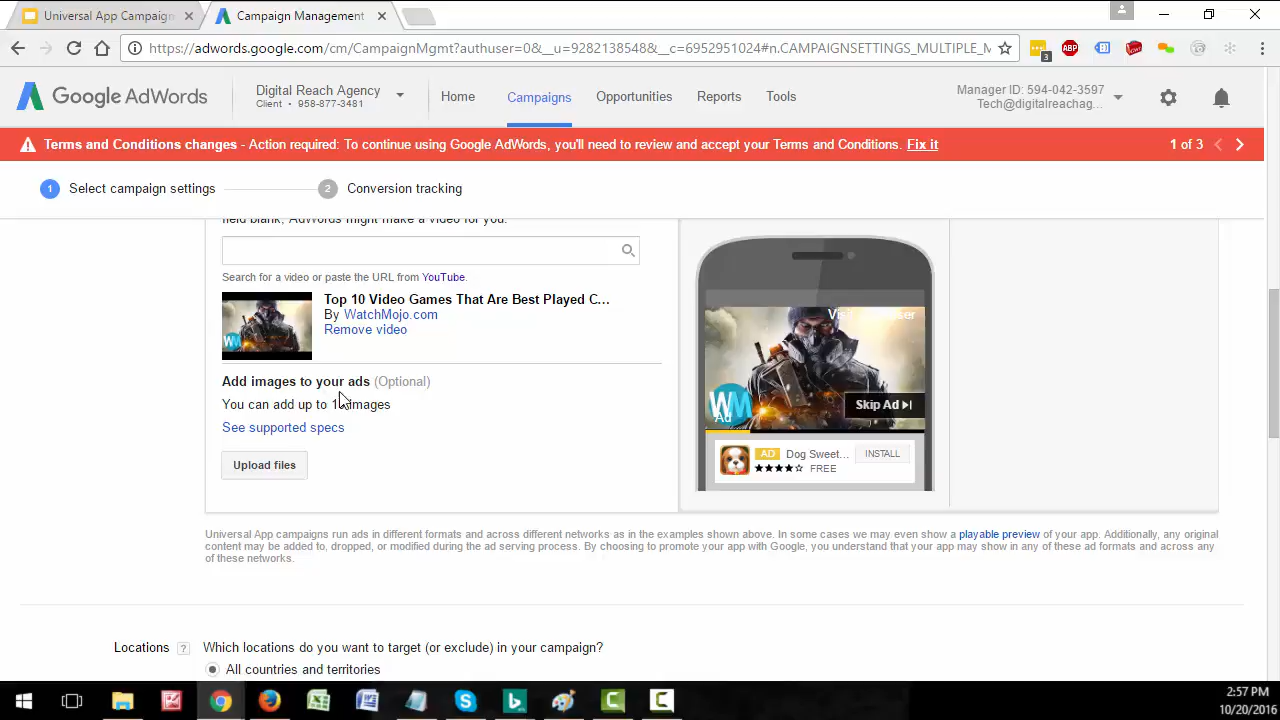 Universal App Campaign
Campaign Management
https://adwords.google.com/cm/CampaignMgmt?authuser=0&__u=9282138548&__c=6952951024#n.CAMPAIGNSETTINGS_MULTIPLE_M
ABP
3
Google AdWords
Digital Reach Agency
Client • 958-877-3481
Home
Campaigns
Opportunities
Reports
Tools
Manager ID: 594-042-3597
Tech@digitalreachag...
Terms and Conditions changes - Action required: To continue using Google AdWords, you'll need to review and accept your Terms and Conditions. Fix it
1 of 3
1 Select campaign settings
2 Conversion tracking
field blank, AdWords might make a video for you.
Search for a video or paste the URL from YouTube.
Top 10 Video Games That Are Best Played C...
By WatchMojo.com
Remove video
Add images to your ads (Optional)
You can add up to images
See supported specs
Upload files
WM
Ad
Skip Ad
AD Dog Sweet...
FREE
INSTALL
Universal App campaigns run ads in different formats and across different networks as in the examples shown above. In some cases we may even show a playable preview of your app. Additionally, any original
content may be added to, dropped, or modified during the ad serving process. By choosing to promote your app with Google, you understand that your app may show in any of these ad formats and across any
of these networks.
Locations ? Which locations do you want to target (or exclude) in your campaign?
All countries and territories
2:57 PM
10/20/2016